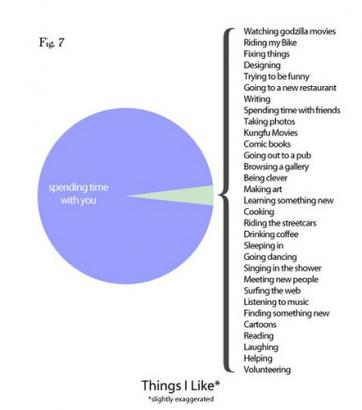 Fig. 7
spending time
with you
Watching godzilla movies
Riding my Bike
Fixing things
Designing
Trying to be funny
Going to a new restaurant
Writing
Spending time with friends
Taking photos
Kungfu Movies
Comic books
Going out to a pub
Browsing a gallery
Being clever
Making art
Learning something new
Cooking
Riding the streetcars
Drinking coffee
Sleeping in
Going dancing
Singing in the shower
Meeting new people
Surfing the web
Listening to music
Finding something new
Cartoons
Reading
Laughing
Helping
Volunteering
Things I Like*
*slightly exaggerated